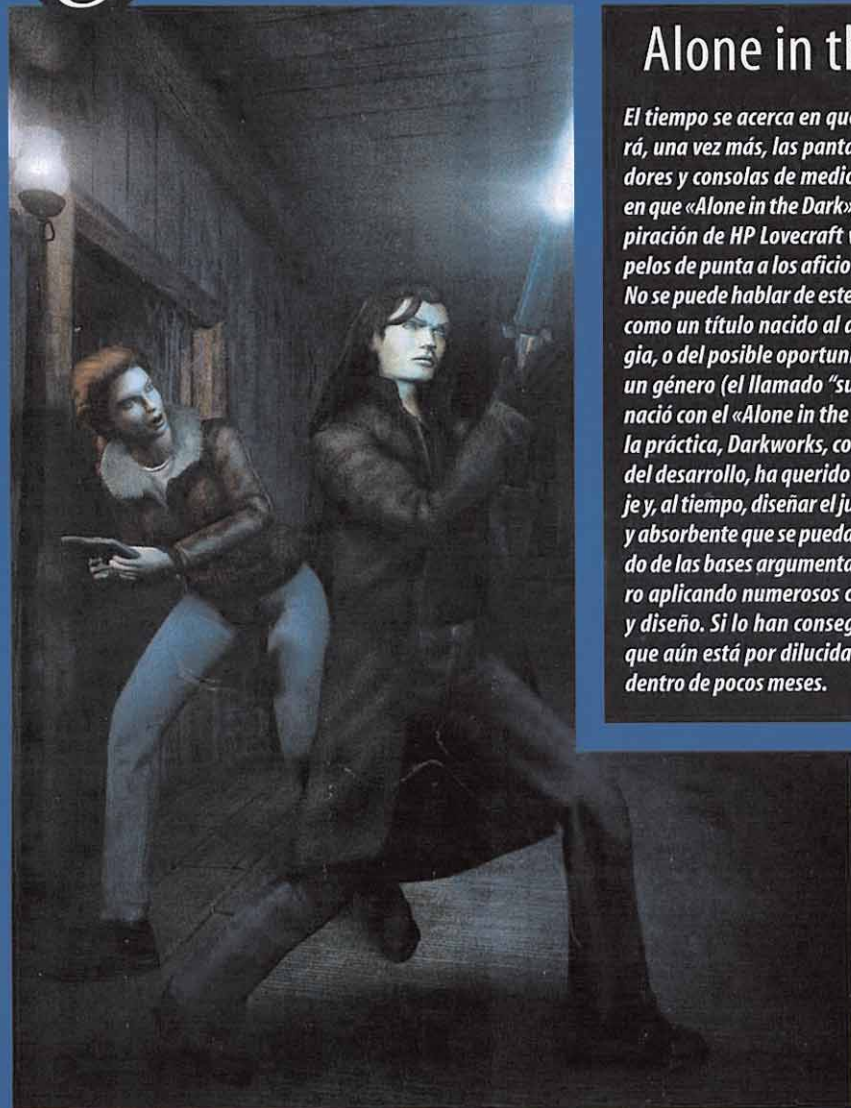 Alone in th
El tiempo se acerca en que
rá, una vez más, las panta
dores y consolas de medio
en que «Alone in the Dark»
piración de HP Lovecraft v
pelos de punta a los aficio
No se puede hablar de este
como un título nacido al a
gia, o del posible oportuni
un género (el llamado "su
nació con el «Alone in the
la práctica, Darkworks, co
del desarrollo, ha querido
je y, al tiempo, diseñar el ju
y absorbente que se pueda
do de las bases argumenta
ro aplicando numerosos c
y diseño. Si lo han conseg
que aún está por dilucida
dentro de pocos meses.